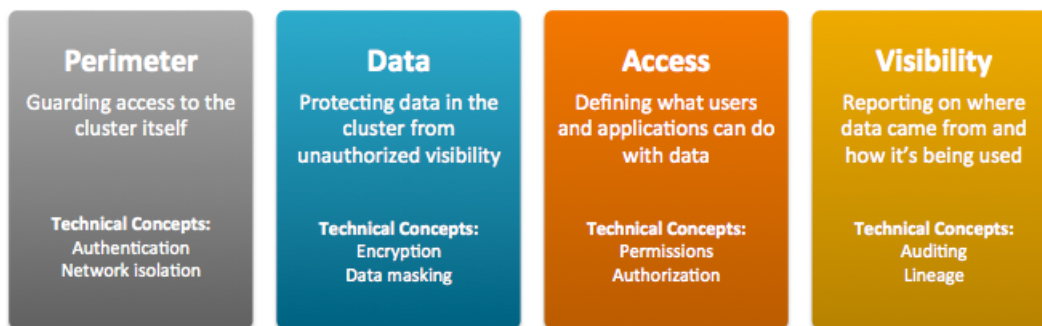 Perimeter
Guarding access to the
cluster itself
Technical Concepts:
Authentication
Network isolation
Data
Protecting data in the
cluster from
unauthorized visibility
Technical Concepts:
Encryption
Data masking
Access
Defining what users
and applications can do
with data
Technical Concepts:
Permissions
Authorization
Visibility
Reporting on where
data came from and
how it’s being used
Technical Concepts:
Auditing
Lineage